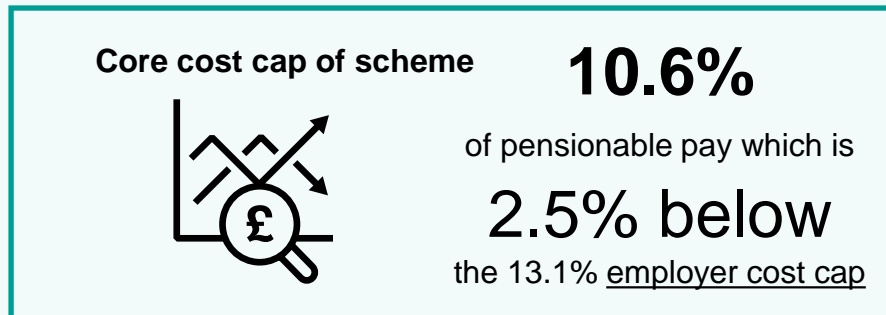 Core cost cap of scheme
£
10.6%
of pensionable pay which is
2.5% below
the 13.1% employer cost cap